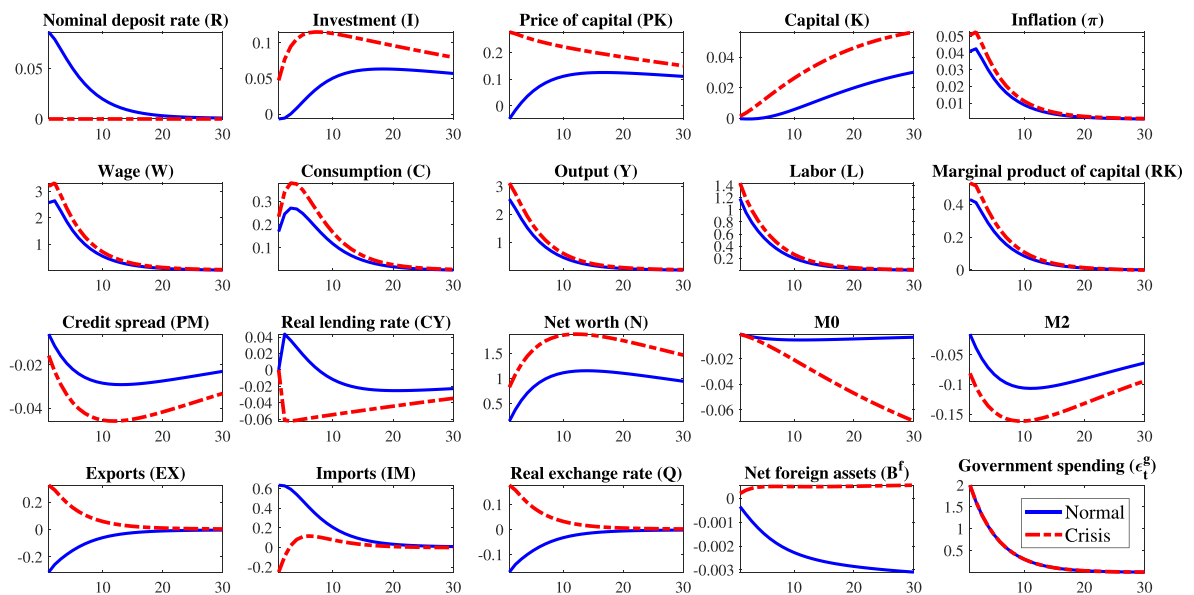 Nominal deposit rate (R) Investment (I) Price of capital (PK) Capital (K) Inflation (π)
0.05 0
0.1 0.05 0
0.2 0.1 0
0.04 0.02 0
0.05 0.04 0.03 0.02 0.01
10 20 30 10 20 30 10 20 30 10 20 30 10 20 30
Wage (W) Consumption (C) Output (Y) Labor (L) Marginal product of capital (RK)
3 2 1
0.3 0.2 0.1
3 2 1
1.4 1.2 1 0.8 0.6 0.4 0.2
0.4 0.2 0
10 20 30 10 20 30 10 20 30 10 20 30 10 20 30
Credit spread (PM) Real lending rate (CY) Net worth (N) M0 M2
-0.02 -0.04
0.04 0.02 0 -0.02 -0.04 -0.06
1.5 1 0.5
-0.02 -0.04 -0.06
-0.05 -0.1 -0.15
10 20 30 10 20 30 10 20 30 10 20 30 10 20 30
Exports (EX) Imports (IM) Real exchange rate (Q) Net foreign assets (Bᶠ) Government spending (ϵₜᵍ)
0.2 0 -0.2
0.6 0.4 0.2 0 -0.2
0.1 0 -0.1
0 -0.001 -0.002 -0.003
2 1.5 1 0.5
Normal
Crisis
10 20 30 10 20 30 10 20 30 10 20 30 10 20 30